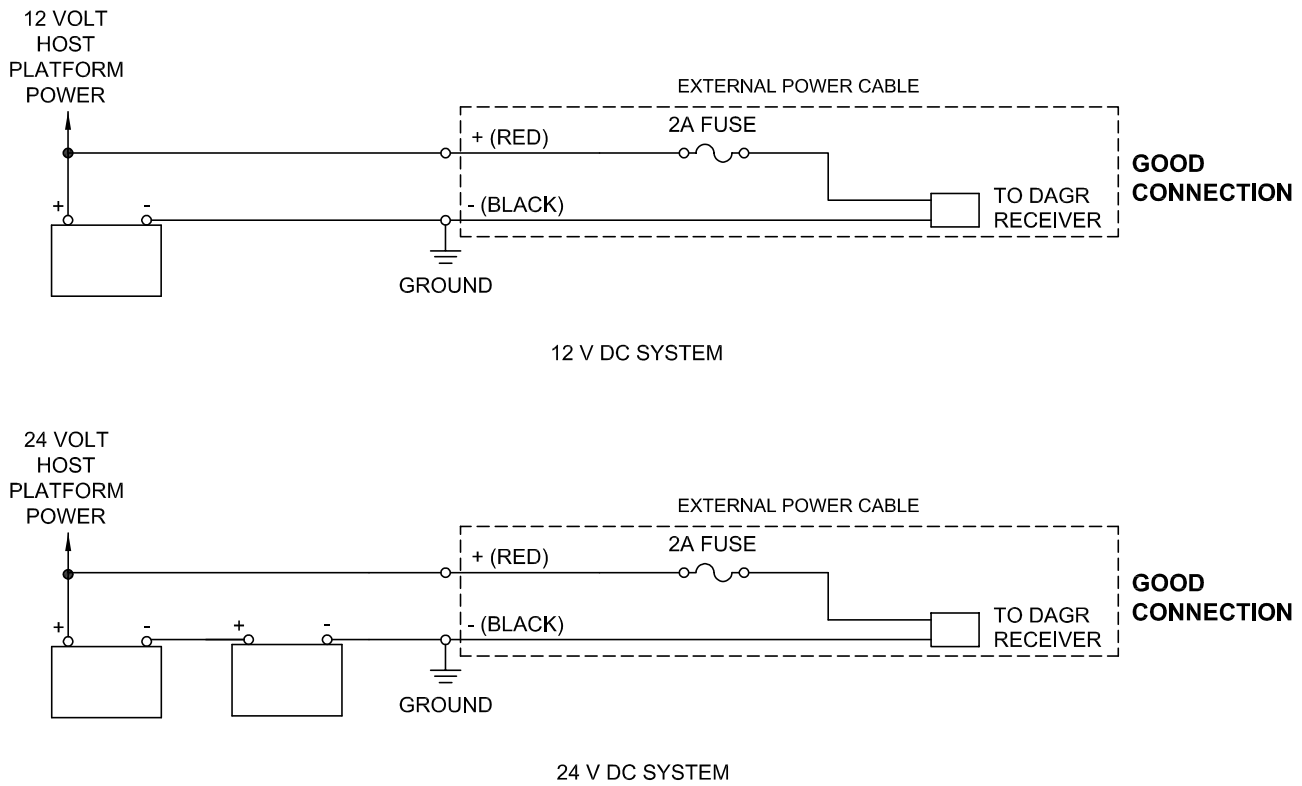 12 VOLT
HOST
PLATFORM
POWER
EXTERNAL POWER CABLE
+ (RED)
2A FUSE
GOOD
CONNECTION
+ -
- (BLACK)
TO DAGR
RECEIVER
GROUND
12 V DC SYSTEM
24 VOLT
HOST
PLATFORM
POWER
EXTERNAL POWER CABLE
+ (RED)
2A FUSE
GOOD
CONNECTION
+ - + -
- (BLACK)
TO DAGR
RECEIVER
GROUND
24 V DC SYSTEM